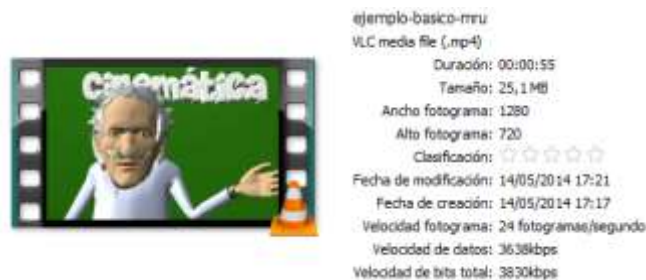 cinemática
ejemplo-basico-mru
VLC media file (.mp4)
Duración: 00:00:55
Tamaño: 25,1 MB
Ancho fotograma: 1280
Alto fotograma: 720
Clasificación:
Fecha de modificación: 14/05/2014 17:21
Fecha de creación: 14/05/2014 17:17
Velocidad fotograma: 24 fotogramas/segundo
Velocidad de datos: 3638kbps
Velocidad de bits total: 3830kbps